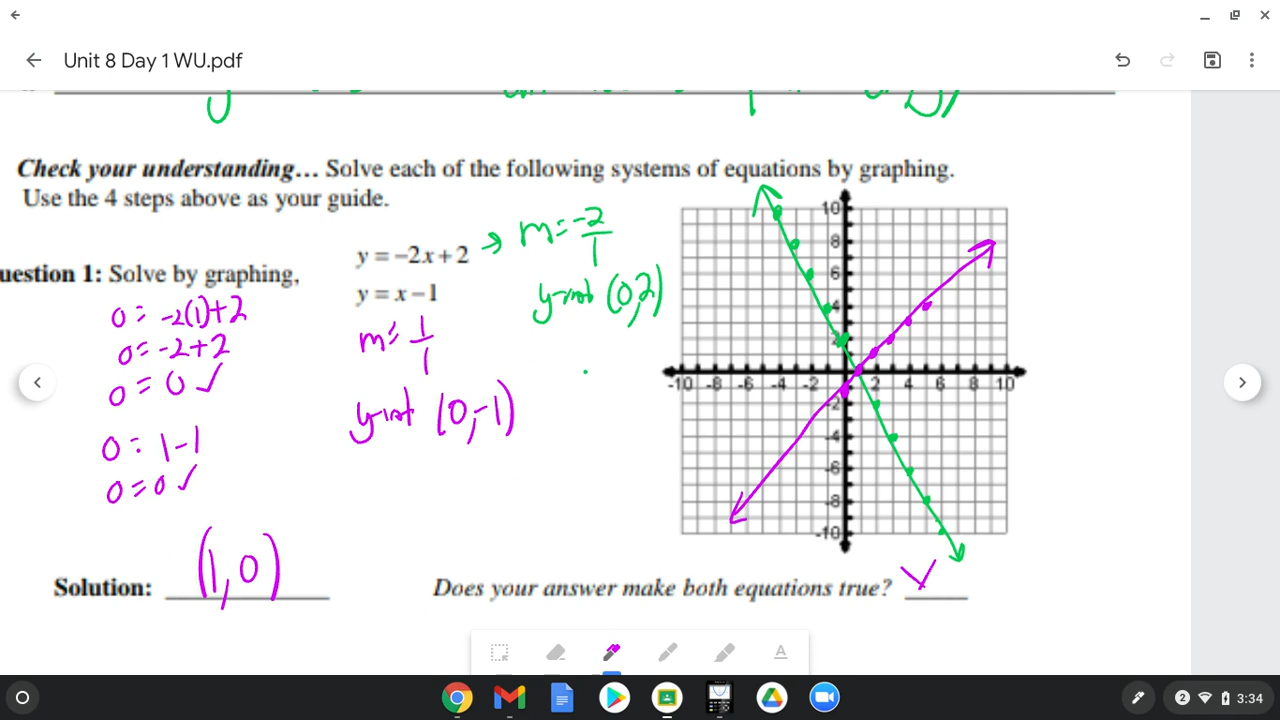 Unit 8 Day 1 WU.pdf
Check your understanding… Solve each of the following systems of equations by graphing.
Use the 4 steps above as your guide.
uestion 1: Solve by graphing,
y = −2x + 2
y = x − 1
→ m = -2/1
y-int (0,2)
m = 1/1
y-int (0,-1)
0 = -2(1)+2
0 = -2+2
0 = 0 ✓
0 = 1-1
0 = 0 ✓
10
8
6
4
2
-10 -8 -6 -4 -2 2 4 6 8 10
-2
-4
-6
-8
-10
Solution: (1,0)
Does your answer make both equations true? ✓
A
2 3:34